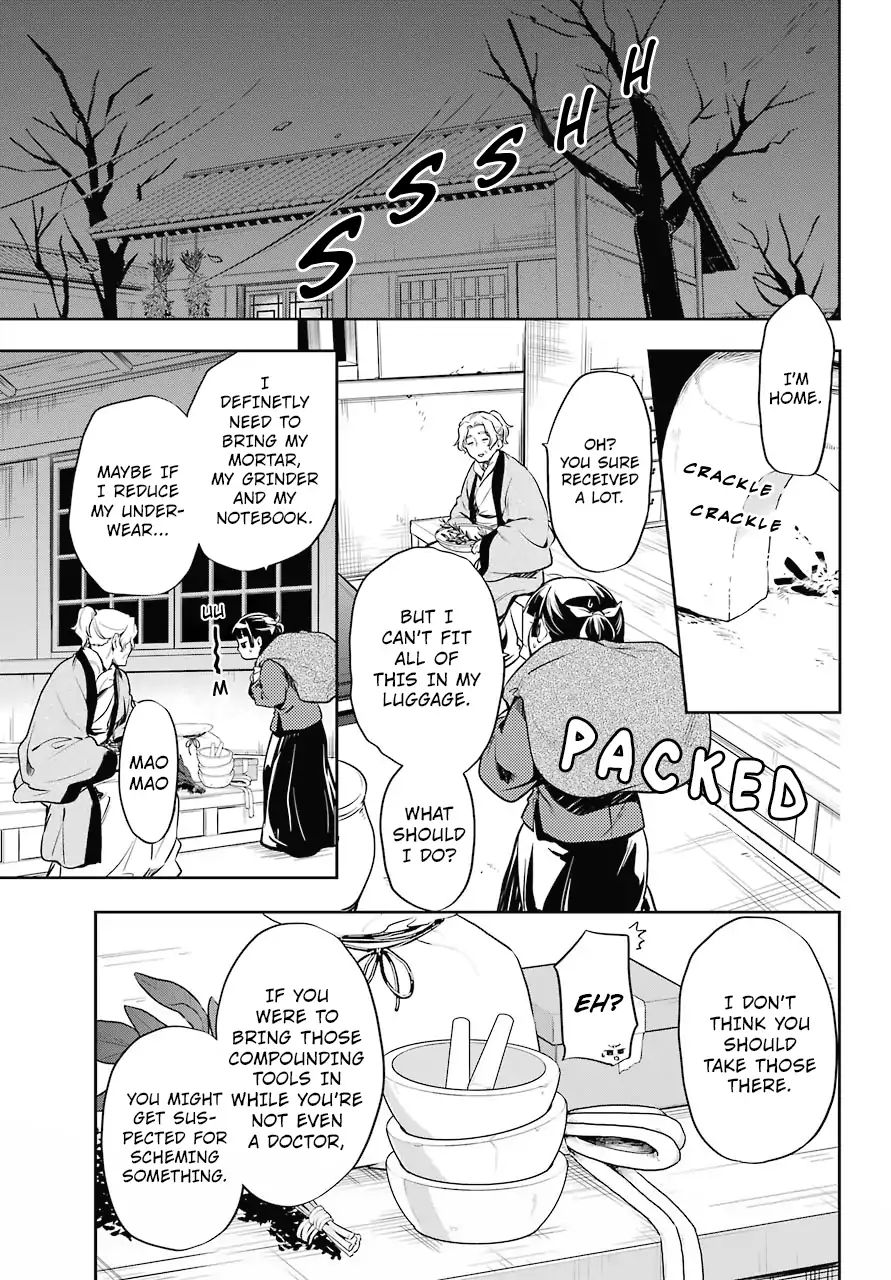 SSSHH
I'M
HOME.
CRACKLE
CRACKLE
OH?
YOU SURE
RECEIVED
A LOT.
BUT I
CAN'T FIT
ALL OF
THIS IN MY
LUGGAGE.
WHAT
SHOULD
I DO?
PACKED
I
DEFINETLY
NEED TO
BRING MY
MORTAR,
MY GRINDER
AND MY
NOTEBOOK.
MAYBE IF
I REDUCE
MY UNDER-
WEAR...
UU
M
MAO
MAO
I DON'T
THINK YOU
SHOULD
TAKE THOSE
THERE.
EH?
IF YOU
WERE TO
BRING THOSE
COMPOUNDING
TOOLS IN
WHILE YOU'RE
NOT EVEN
A DOCTOR,
YOU MIGHT
GET SUS-
PECTED FOR
SCHEMING
SOMETHING.